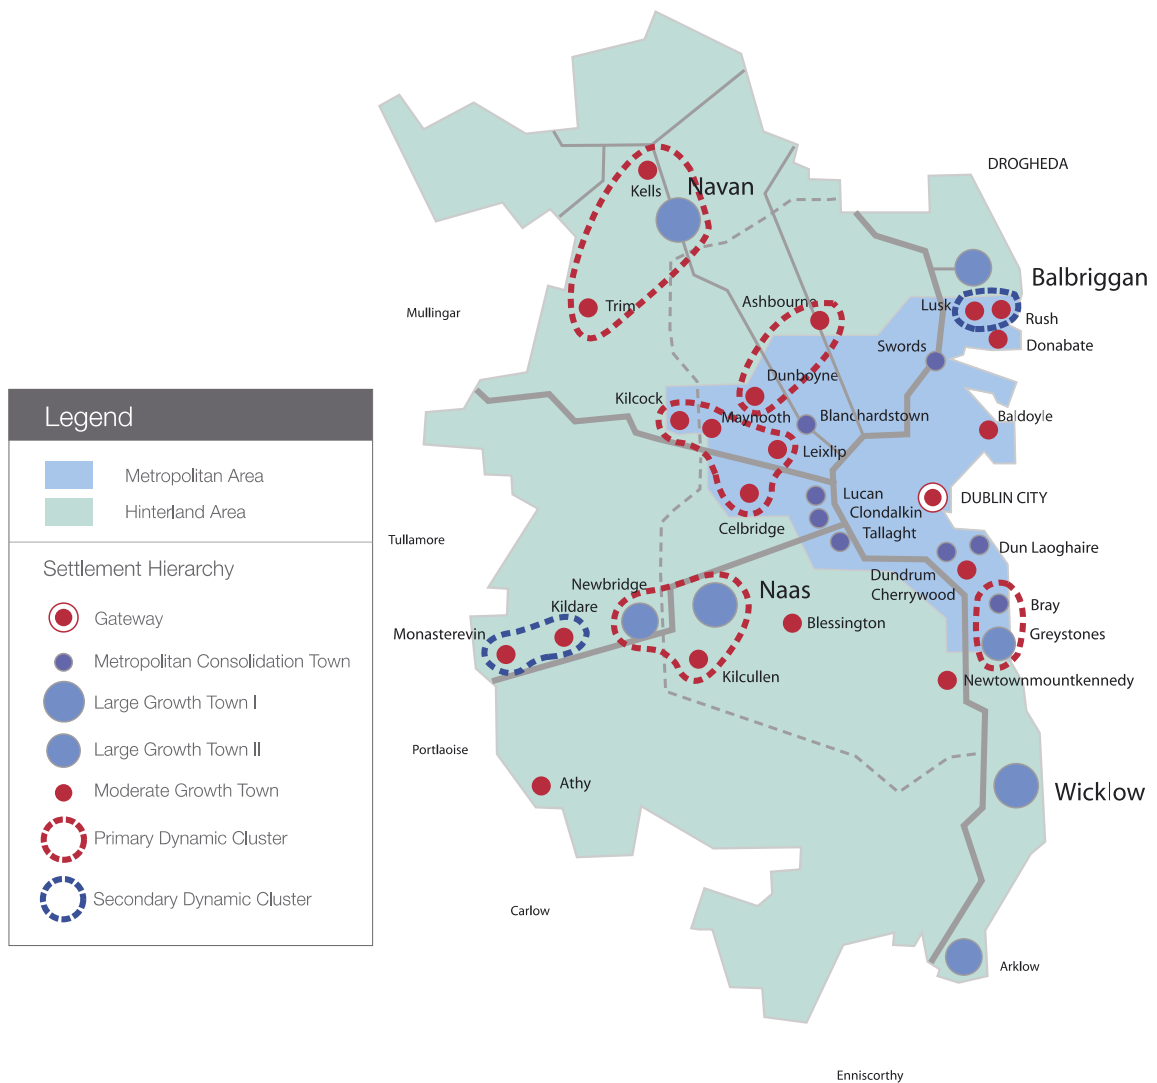 DROGHEDA
Navan
Kells
Balbriggan
Mullingar
Trim
Ashbourne
Lusk
Rush
Donabate
Swords
Dunboyne
Kilcock
Maynooth
Blanchardstown
Baldoyle
Leixlip
Legend
Metropolitan Area
Hinterland Area
Settlement Hierarchy
Gateway
Metropolitan Consolidation Town
Large Growth Town I
Large Growth Town II
Moderate Growth Town
Primary Dynamic Cluster
Secondary Dynamic Cluster
Lucan
DUBLIN CITY
Clondalkin
Celbridge
Tallaght
Tullamore
Dun Laoghaire
Newbridge
Naas
Dundrum
Cherrywood
Kildare
Bray
Monasterevin
Blessington
Greystones
Kilcullen
Newtownmountkennedy
Portlaoise
Athy
Wicklow
Carlow
Arklow
Enniscorthy